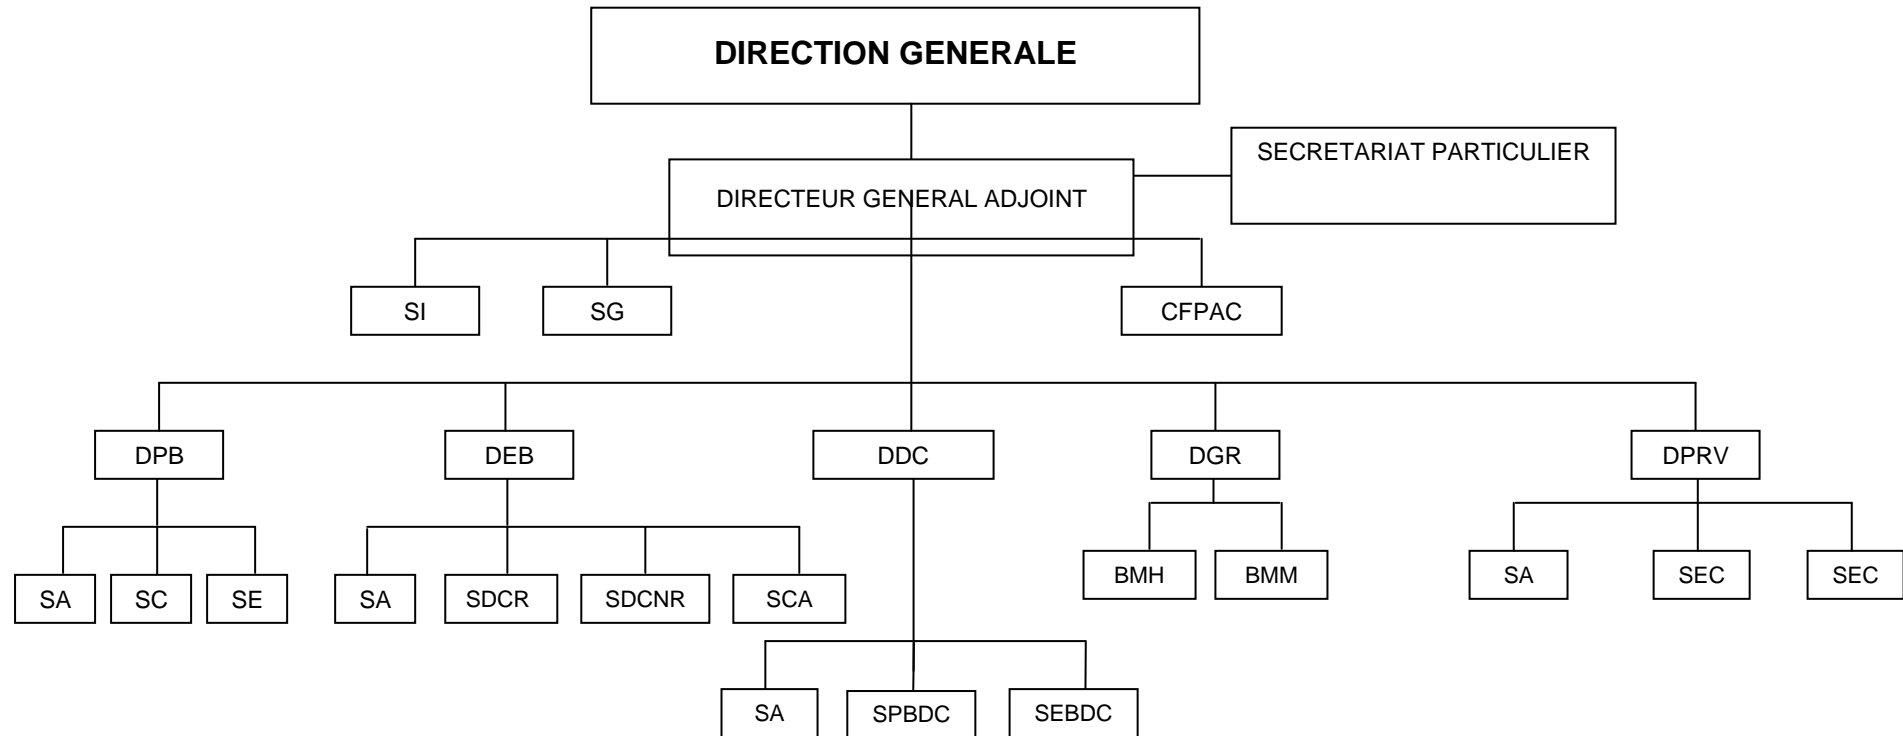 DIRECTION GENERALE
SECRETARIAT PARTICULIER
DIRECTEUR GENERAL ADJOINT
SI
SG
CFPAC
DPB
DEB
DDC
DGR
DPRV
BMH
BMM
SA
SEC
SEC
SA
SC
SE
SA
SDCR
SDCNR
SCA
SA
SPBDC
SEBDC